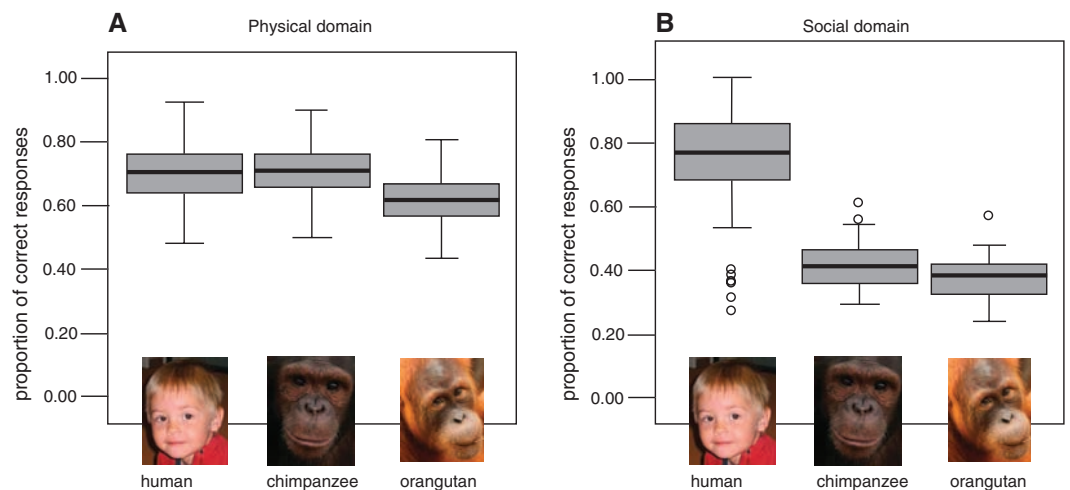 A
Physical domain
proportion of correct responses
1.00
0.80
0.60
0.40
0.20
0.00
human
chimpanzee
orangutan
B
Social domain
proportion of correct responses
1.00
0.80
0.60
0.40
0.20
0.00
human
chimpanzee
orangutan